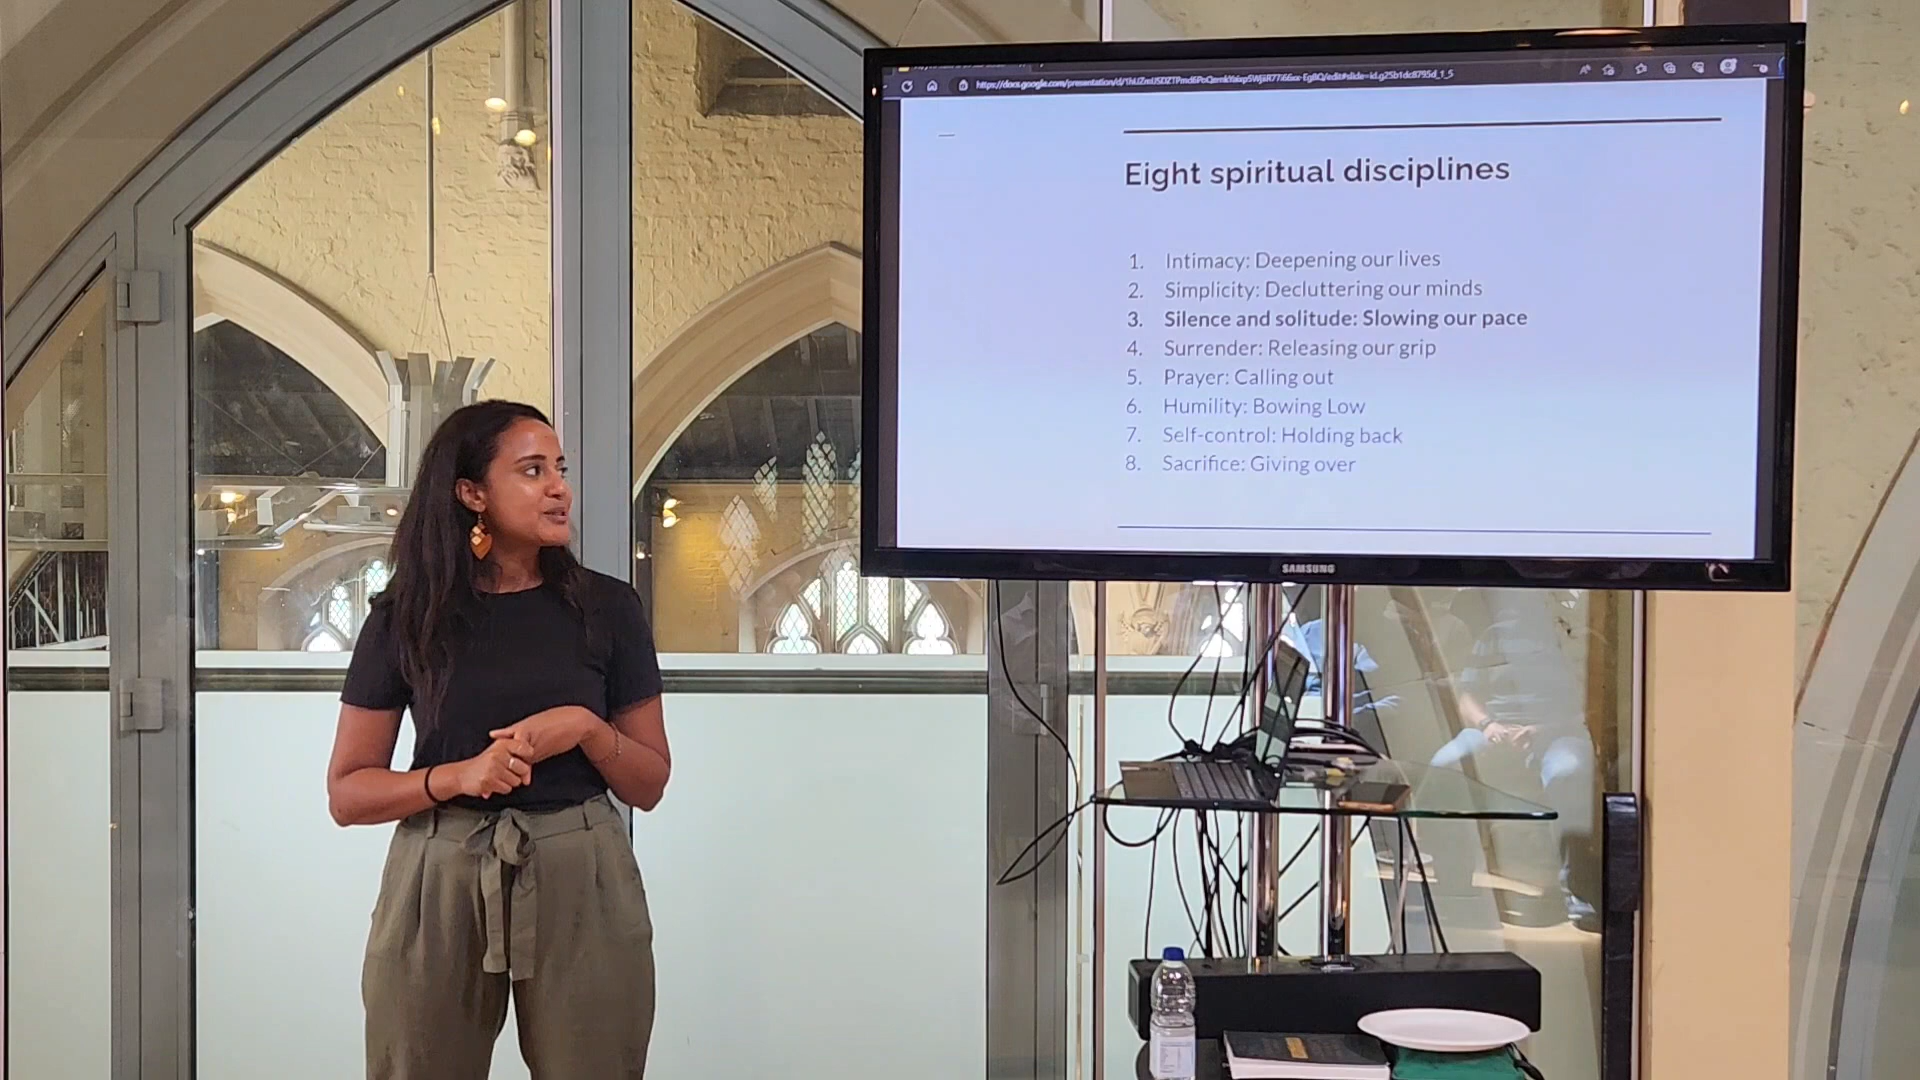 Eight spiritual disciplines
1. Intimacy: Deepening our lives
2. Simplicity: Decluttering our minds
3. Silence and solitude: Slowing our pace
4. Surrender: Releasing our grip
5. Prayer: Calling out
6. Humility: Bowing Low
7. Self-control: Holding back
8. Sacrifice: Giving over
SAMSUNG